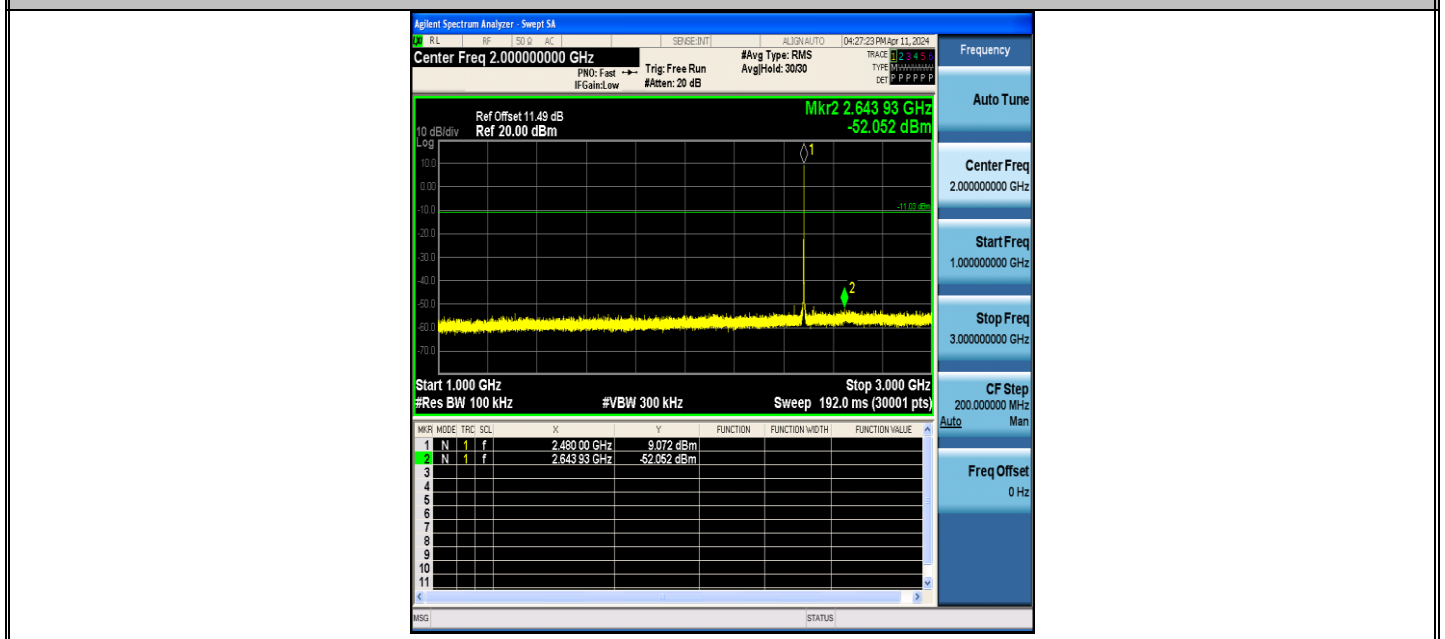 Agilent Spectrum Analyzer - Swept SA
RL RF 50 Ω AC SENSE:INT ALIGN AUTO 04:27:23 PM Apr 11, 2024
Center Freq 2.000000000 GHz
PNO: Fast
IFGain:Low
Trig: Free Run
#Atten: 20 dB
#Avg Type: RMS
Avg|Hold: 30/30
TRACE 1 2 3 4 5 6
TYPE
DET P P P P P P
Mkr2 2.643 93 GHz
-52.052 dBm
Ref Offset 11.49 dB
10 dB/div Ref 20.00 dBm
Log
10.0
0.00
-10.0
-20.0
-30.0
-40.0
-50.0
-60.0
-70.0
1
-11.03 dBm
2
Start 1.000 GHz Stop 3.000 GHz
#Res BW 100 kHz #VBW 300 kHz Sweep 192.0 ms (30001 pts)
MKR MODE TRC SCL X Y FUNCTION FUNCTION WIDTH FUNCTION VALUE
1 N 1 f 2.480 00 GHz 9.072 dBm
2 N 1 f 2.643 93 GHz -52.052 dBm
3
4
5
6
7
8
9
10
11
MSG STATUS
Frequency
Auto Tune
Center Freq
2.000000000 GHz
Start Freq
1.000000000 GHz
Stop Freq
3.000000000 GHz
CF Step
200.000000 MHz
Auto Man
Freq Offset
0 Hz